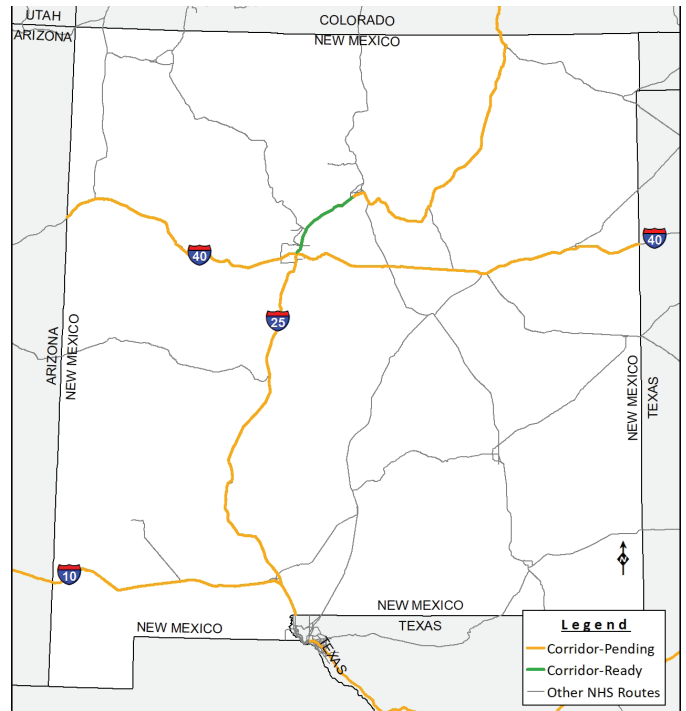 UTAH
ARIZONA
COLORADO
NEW MEXICO
40
40
25
ARIZONA
NEW MEXICO
NEW MEXICO
TEXAS
10
N
NEW MEXICO
TEXAS
NEW MEXICO
TEXAS
Legend
Corridor-Pending
Corridor-Ready
Other NHS Routes